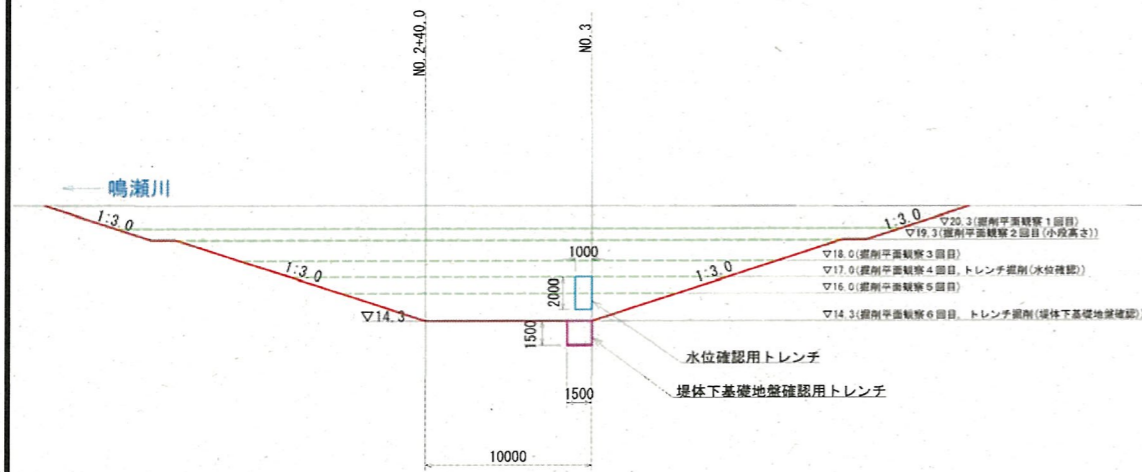 NO.2+40.0
NO.3
鳴瀬川
1:3.0
1:3.0
▽20.3(掘削平面観察1回目)
▽19.3(掘削平面観察2回目(小段高さ))
1000
▽18.0(掘削平面観察3回目)
1:3.0
1:3.0
▽17.0(掘削平面観察4回目,トレンチ掘削(水位確認))
2000
▽16.0(掘削平面観察5回目)
▽14.3
▽14.3(掘削平面観察6回目, トレンチ掘削(堤体下基礎地盤確認))
1500
水位確認用トレンチ
堤体下基礎地盤確認用トレンチ
1500
10000